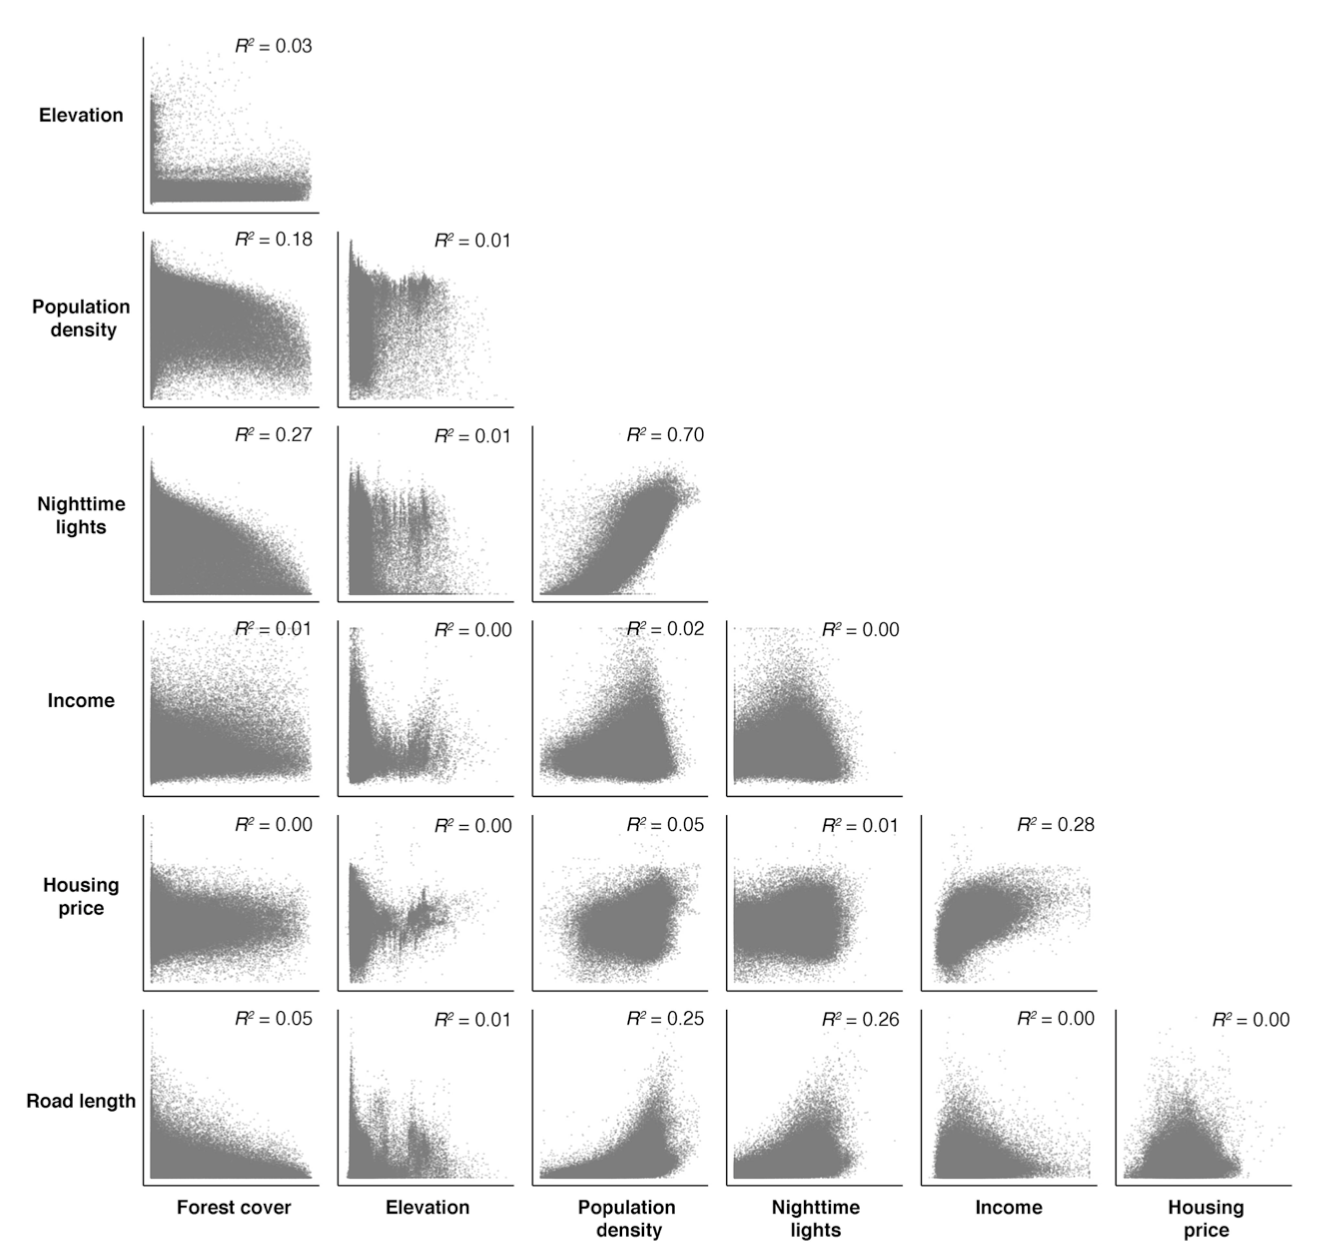 R² = 0.03
Elevation
R² = 0.18
R² = 0.01
Population
density
R² = 0.27
R² = 0.01
R² = 0.70
Nighttime
lights
R² = 0.01
R² = 0.00
R² = 0.02
R² = 0.00
Income
R² = 0.00
R² = 0.00
R² = 0.05
R² = 0.01
R² = 0.28
Housing
price
R² = 0.05
R² = 0.01
R² = 0.25
R² = 0.26
R² = 0.00
R² = 0.00
Road length
Forest cover
Elevation
Population
density
Nighttime
lights
Income
Housing
price